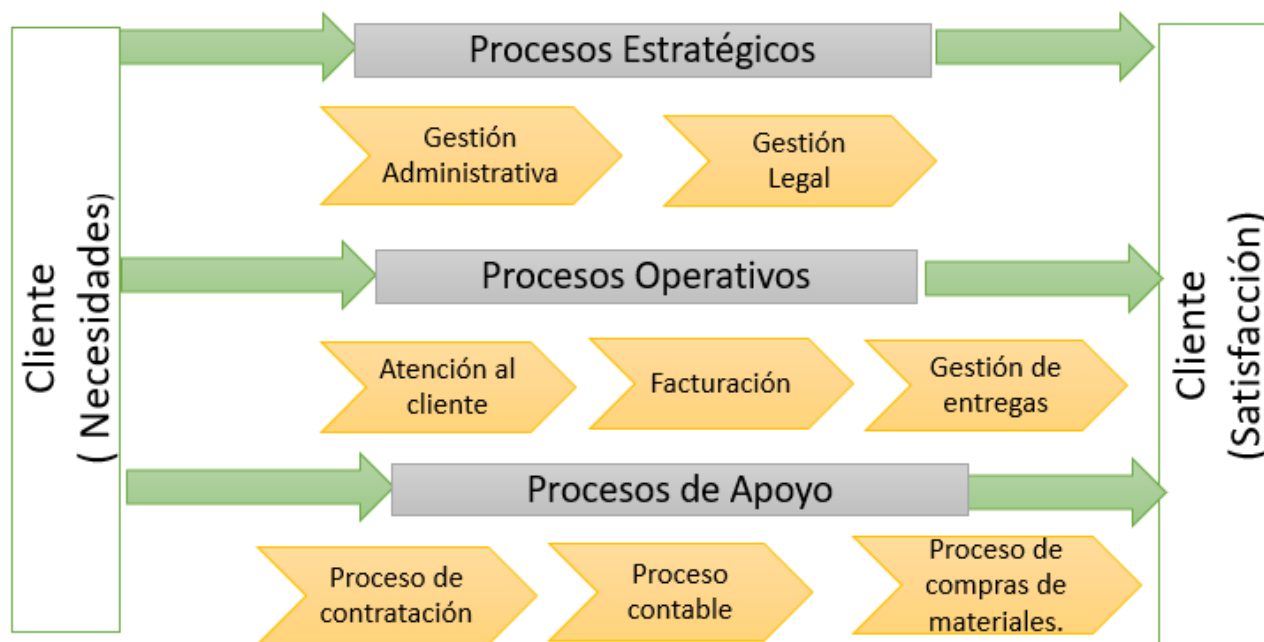 Cliente
( Necesidades)
Procesos Estratégicos
Gestión
Administrativa
Gestión
Legal
Procesos Operativos
Atención al
cliente
Facturación
Gestión de
entregas
Procesos de Apoyo
Proceso de
contratación
Proceso
contable
Proceso de
compras de
materiales.
Cliente
(Satisfacción)